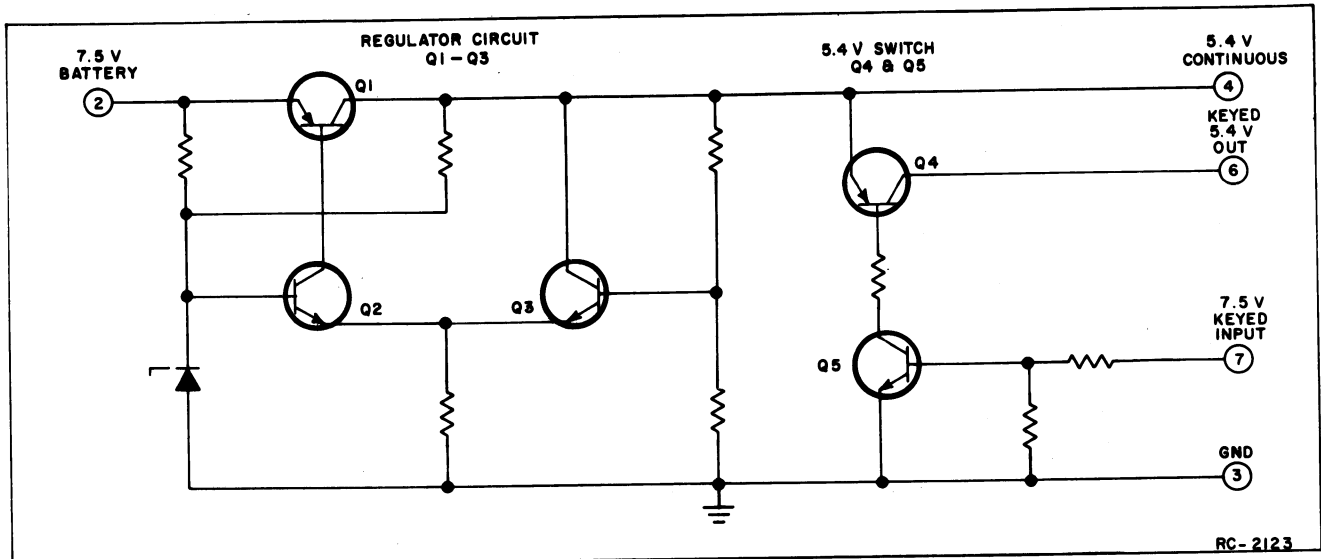 7.5 V
BATTERY
2
REGULATOR CIRCUIT
Q1-Q3
Q1
5.4 V SWITCH
Q4 & Q5
5.4 V
CONTINUOUS
4
KEYED
5.4 V
OUT
6
Q4
Q2
Q3
Q5
7.5 V
KEYED
INPUT
7
GND
3
RC-2123